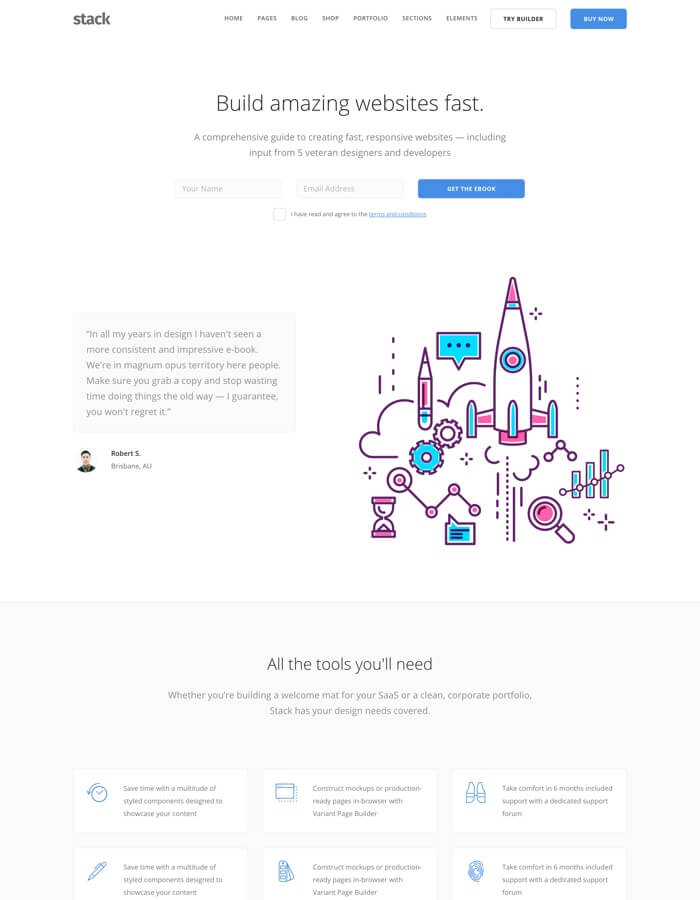 stack
HOME PAGES BLOG SHOP PORTFOLIO SECTIONS ELEMENTS TRY BUILDER BUY NOW
Build amazing websites fast.
A comprehensive guide to creating fast, responsive websites — including
input from 5 veteran designers and developers
Your Name Email Address GET THE EBOOK
I have read and agree to the terms and conditions
“In all my years in design I haven't seen a
more consistent and impressive e-book.
We’re in magnum opus territory here people.
Make sure you grab a copy and stop wasting
time doing things the old way — I guarantee,
you won't regret it.”
Robert S.
Brisbane, AU
All the tools you'll need
Whether you’re building a welcome mat for your SaaS or a clean, corporate portfolio,
Stack has your design needs covered.
Save time with a multitude of
styled components designed to
showcase your content
Construct mockups or production-
ready pages in-browser with
Variant Page Builder
Take comfort in 6 months included
support with a dedicated support
forum
Save time with a multitude of
styled components designed to
showcase your content
Construct mockups or production-
ready pages in-browser with
Variant Page Builder
Take comfort in 6 months included
support with a dedicated support
forum